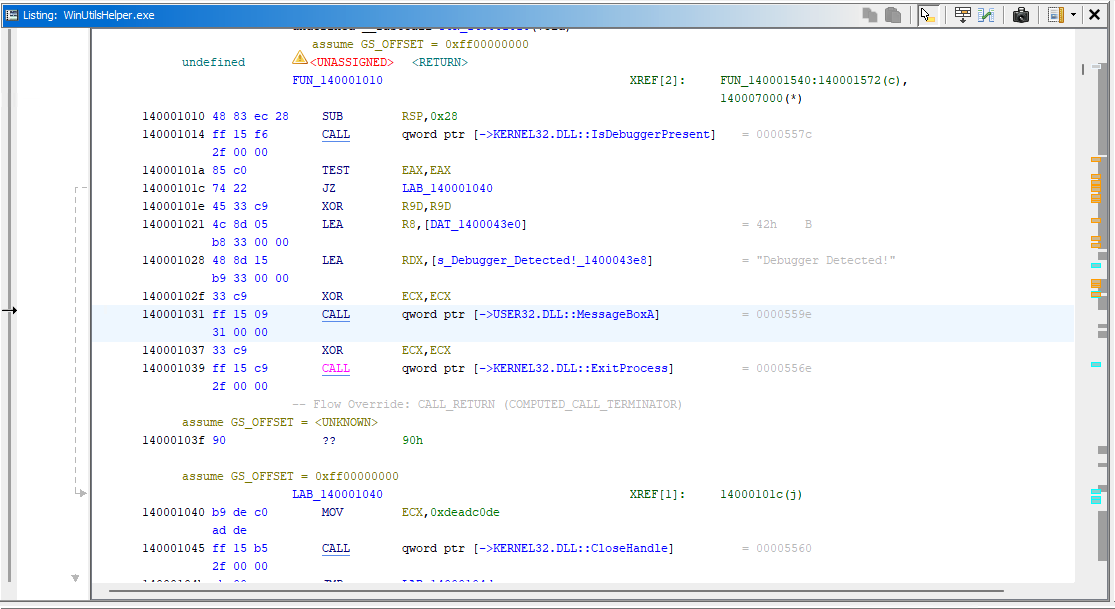 Listing: WinUtilsHelper.exe
assume GS_OFFSET = 0xff00000000
undefined <UNASSIGNED> <RETURN>
FUN_140001010 XREF[2]: FUN_140001540:140001572(c),
140007000(*)
140001010 48 83 ec 28 SUB RSP,0x28
140001014 ff 15 f6 CALL qword ptr [->KERNEL32.DLL::IsDebuggerPresent] = 0000557c
2f 00 00
14000101a 85 c0 TEST EAX,EAX
14000101c 74 22 JZ LAB_140001040
14000101e 45 33 c9 XOR R9D,R9D
140001021 4c 8d 05 LEA R8,[DAT_1400043e0] = 42h B
b8 33 00 00
140001028 48 8d 15 LEA RDX,[s_Debugger_Detected!_1400043e8] = "Debugger Detected!"
b9 33 00 00
14000102f 33 c9 XOR ECX,ECX
140001031 ff 15 09 CALL qword ptr [->USER32.DLL::MessageBoxA] = 0000559e
31 00 00
140001037 33 c9 XOR ECX,ECX
140001039 ff 15 c9 CALL qword ptr [->KERNEL32.DLL::ExitProcess] = 0000556e
2f 00 00
-- Flow Override: CALL_RETURN (COMPUTED_CALL_TERMINATOR)
assume GS_OFFSET = <UNKNOWN>
14000103f 90 ?? 90h
assume GS_OFFSET = 0xff00000000
LAB_140001040 XREF[1]: 14000101c(j)
140001040 b9 de c0 MOV ECX,0xdeadc0de
ad de
140001045 ff 15 b5 CALL qword ptr [->KERNEL32.DLL::CloseHandle] = 00005560
2f 00 00